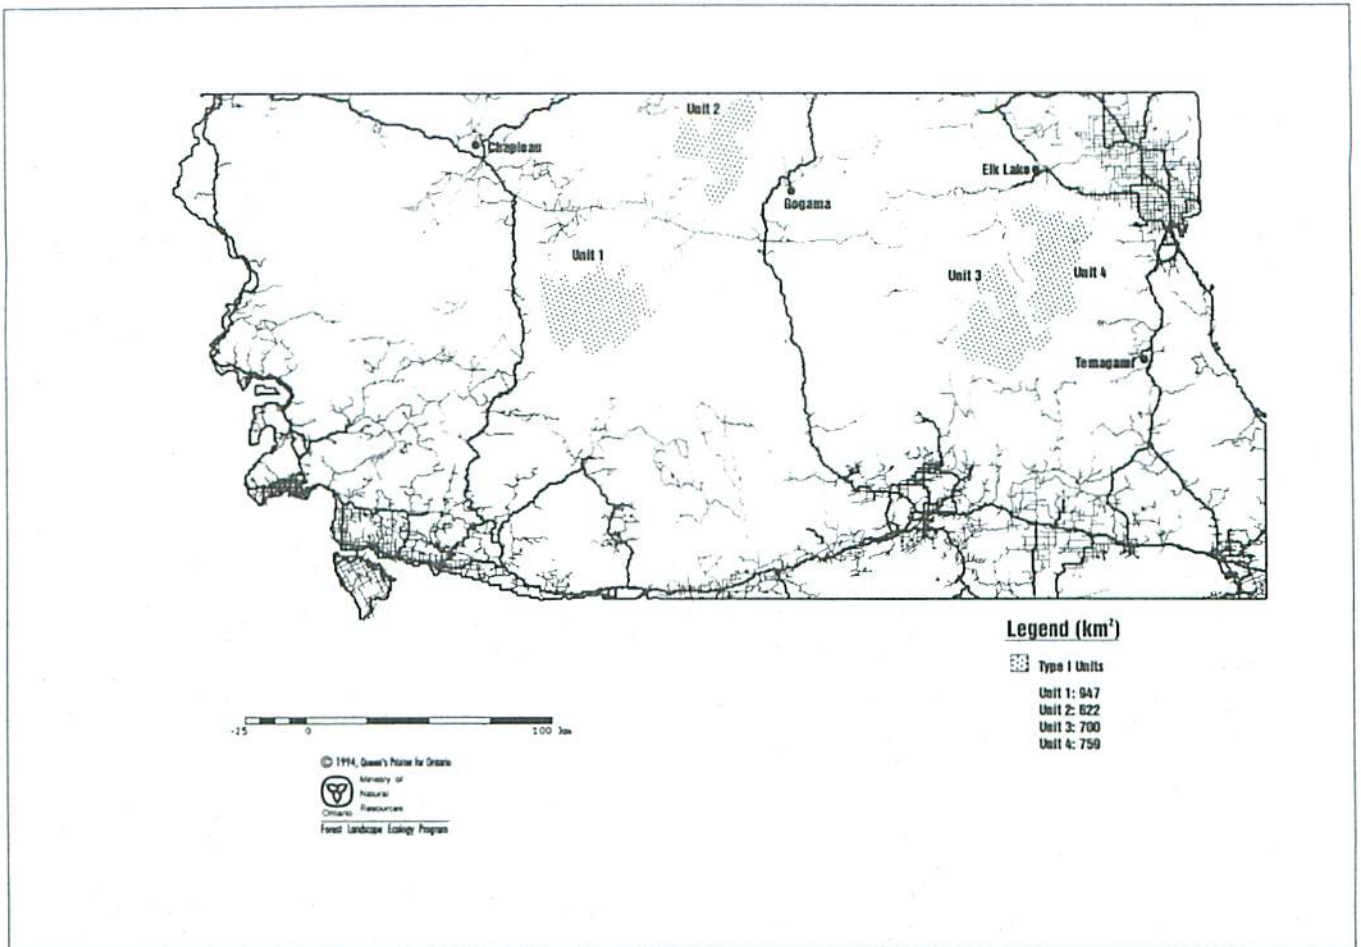 Unit 2
Chapleau
Elk Lake
Gogama
Unit 1
Unit 3
Unit 4
Temagami
Legend (km²)
Type I Units
Unit 1: 947
Unit 2: 622
Unit 3: 700
Unit 4: 759
-25 0 100 km
© 1994, Queen's Printer for Ontario
Ministry of
Natural
Resources
Ontario
Forest Landscape Ecology Program